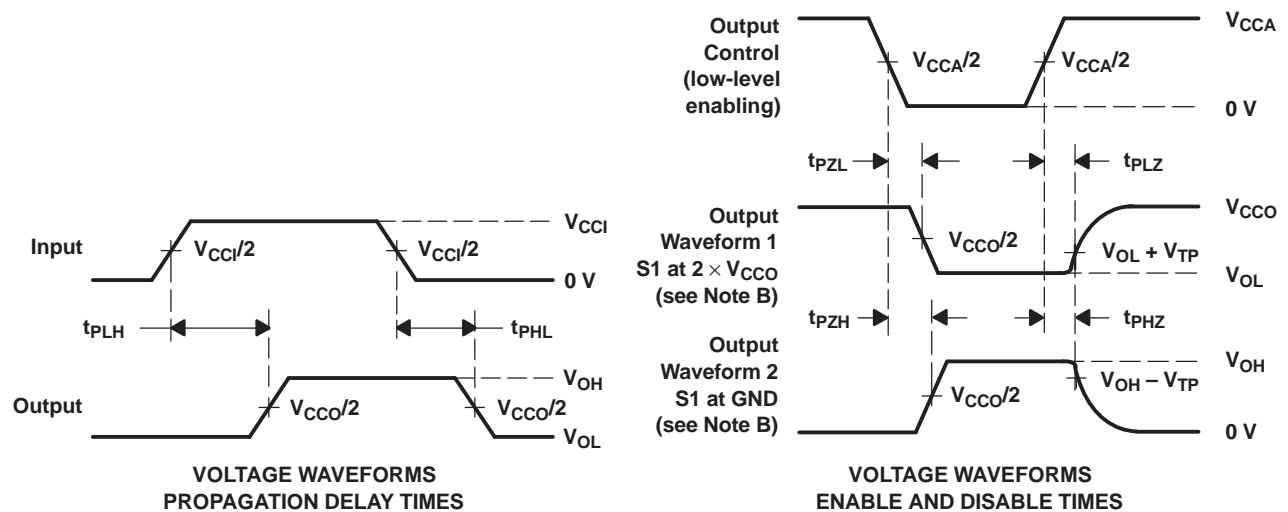 Input
V_CCI/2
V_CCI/2
V_CCI
0 V
t_PLH
t_PHL
Output
V_CCO/2
V_CCO/2
V_OH
V_OL
VOLTAGE WAVEFORMS
PROPAGATION DELAY TIMES
Output
Control
(low-level
enabling)
V_CCA/2
V_CCA/2
V_CCA
0 V
t_PZL
t_PLZ
Output
Waveform 1
S1 at 2 × V_CCO
(see Note B)
V_CCO/2
V_CCO
V_OL + V_TP
V_OL
t_PZH
t_PHZ
Output
Waveform 2
S1 at GND
(see Note B)
V_CCO/2
V_OH
V_OH − V_TP
0 V
VOLTAGE WAVEFORMS
ENABLE AND DISABLE TIMES